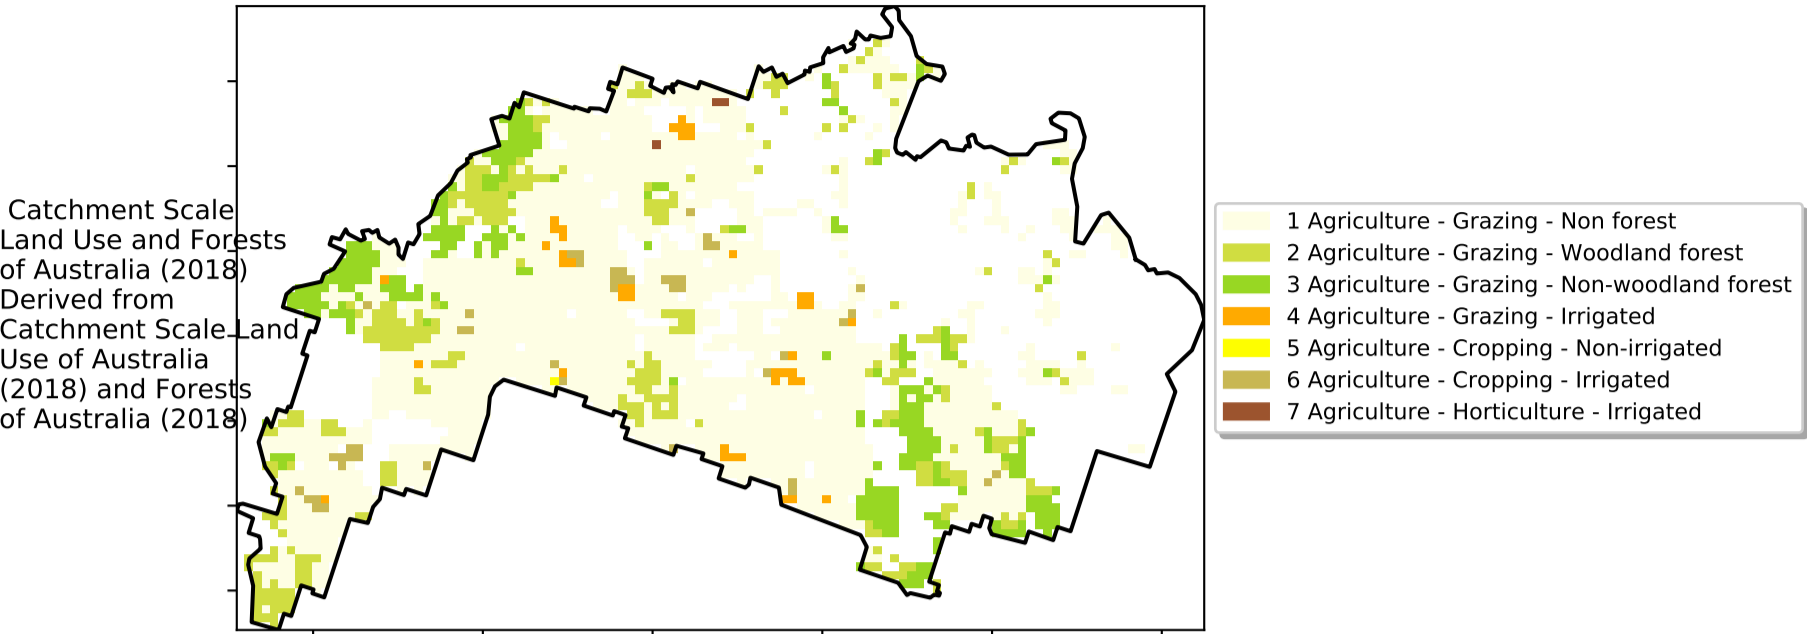 Catchment Scale
Land Use and Forests
of Australia (2018)
Derived from
Catchment Scale Land
Use of Australia
(2018) and Forests
of Australia (2018)
1 Agriculture - Grazing - Non forest
2 Agriculture - Grazing - Woodland forest
3 Agriculture - Grazing - Non-woodland forest
4 Agriculture - Grazing - Irrigated
5 Agriculture - Cropping - Non-irrigated
6 Agriculture - Cropping - Irrigated
7 Agriculture - Horticulture - Irrigated